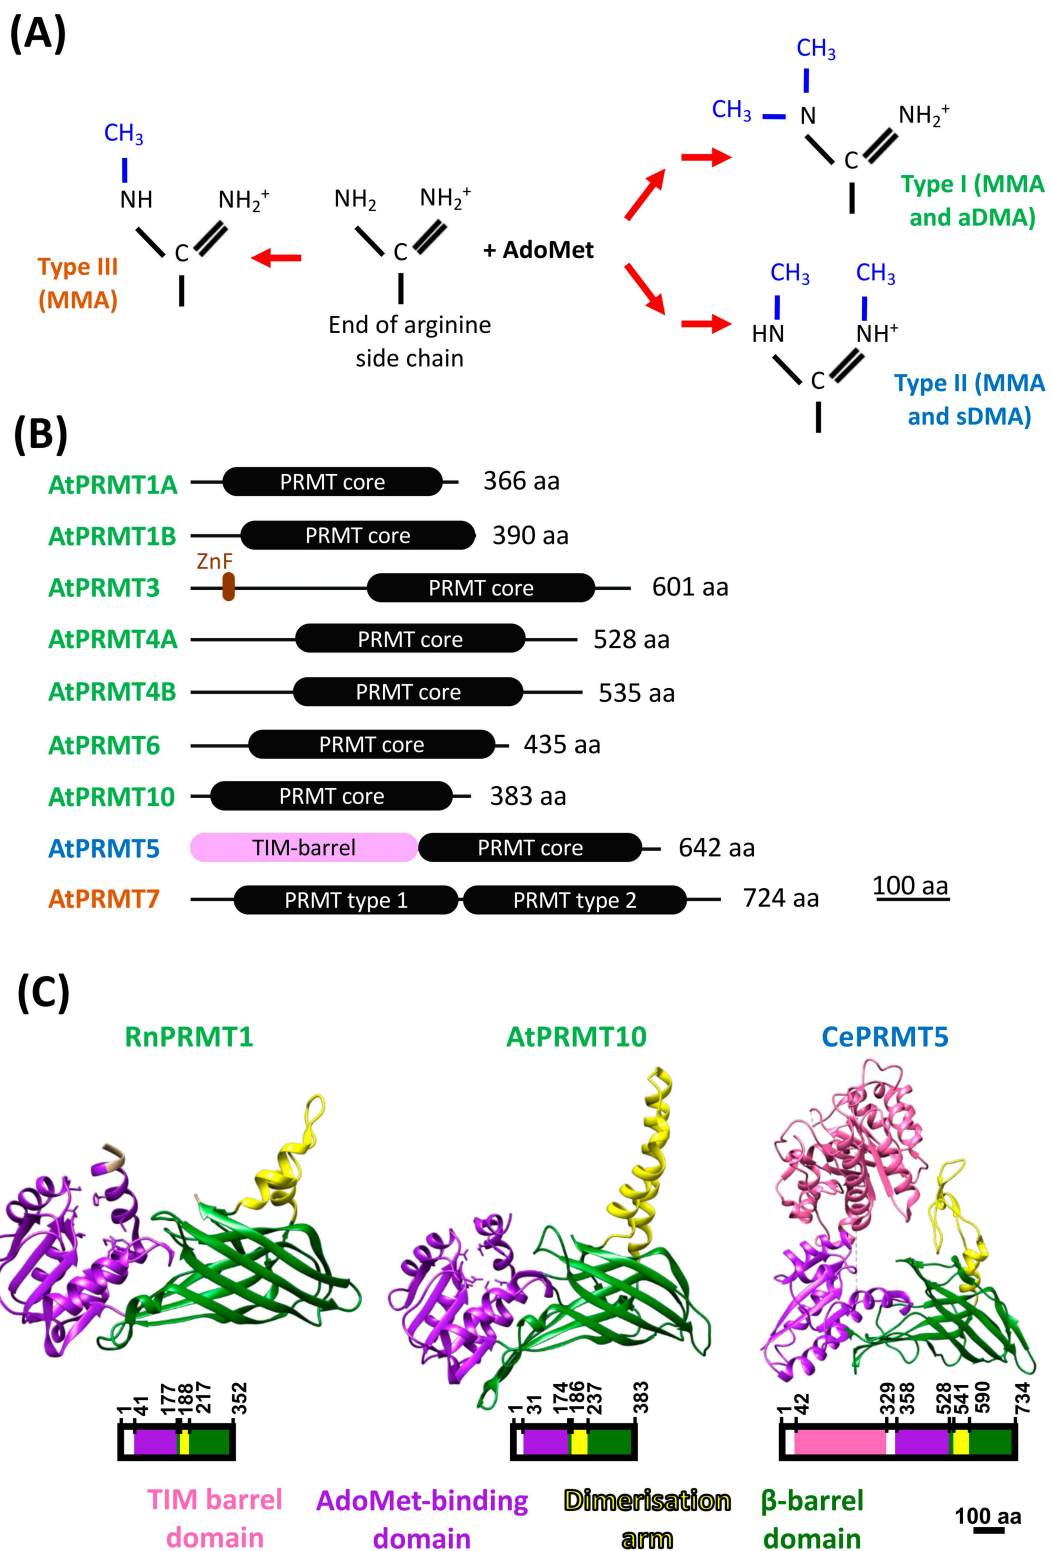 (A)
CH₃
CH₃
CH₃ N NH₂⁺
NH NH₂⁺ NH₂ NH₂⁺
C
Type I (MMA
and aDMA)
C C + AdoMet
Type III
(MMA)
CH₃ CH₃
End of arginine
side chain
HN NH⁺
C
Type II (MMA
and sDMA)
(B)
AtPRMT1A PRMT core 366 aa
AtPRMT1B PRMT core 390 aa
ZnF
AtPRMT3 PRMT core 601 aa
AtPRMT4A PRMT core 528 aa
AtPRMT4B PRMT core 535 aa
AtPRMT6 PRMT core 435 aa
AtPRMT10 PRMT core 383 aa
AtPRMT5 TIM-barrel PRMT core 642 aa
AtPRMT7 PRMT type 1 PRMT type 2 724 aa
100 aa
(C)
RnPRMT1 AtPRMT10 CePRMT5
1 41 177 188 217 352
1 31 174 186 237 383
1 42 329 358 528 541 590 734
TIM barrel
domain
AdoMet-binding
domain
Dimerisation
arm
β-barrel
domain
100 aa